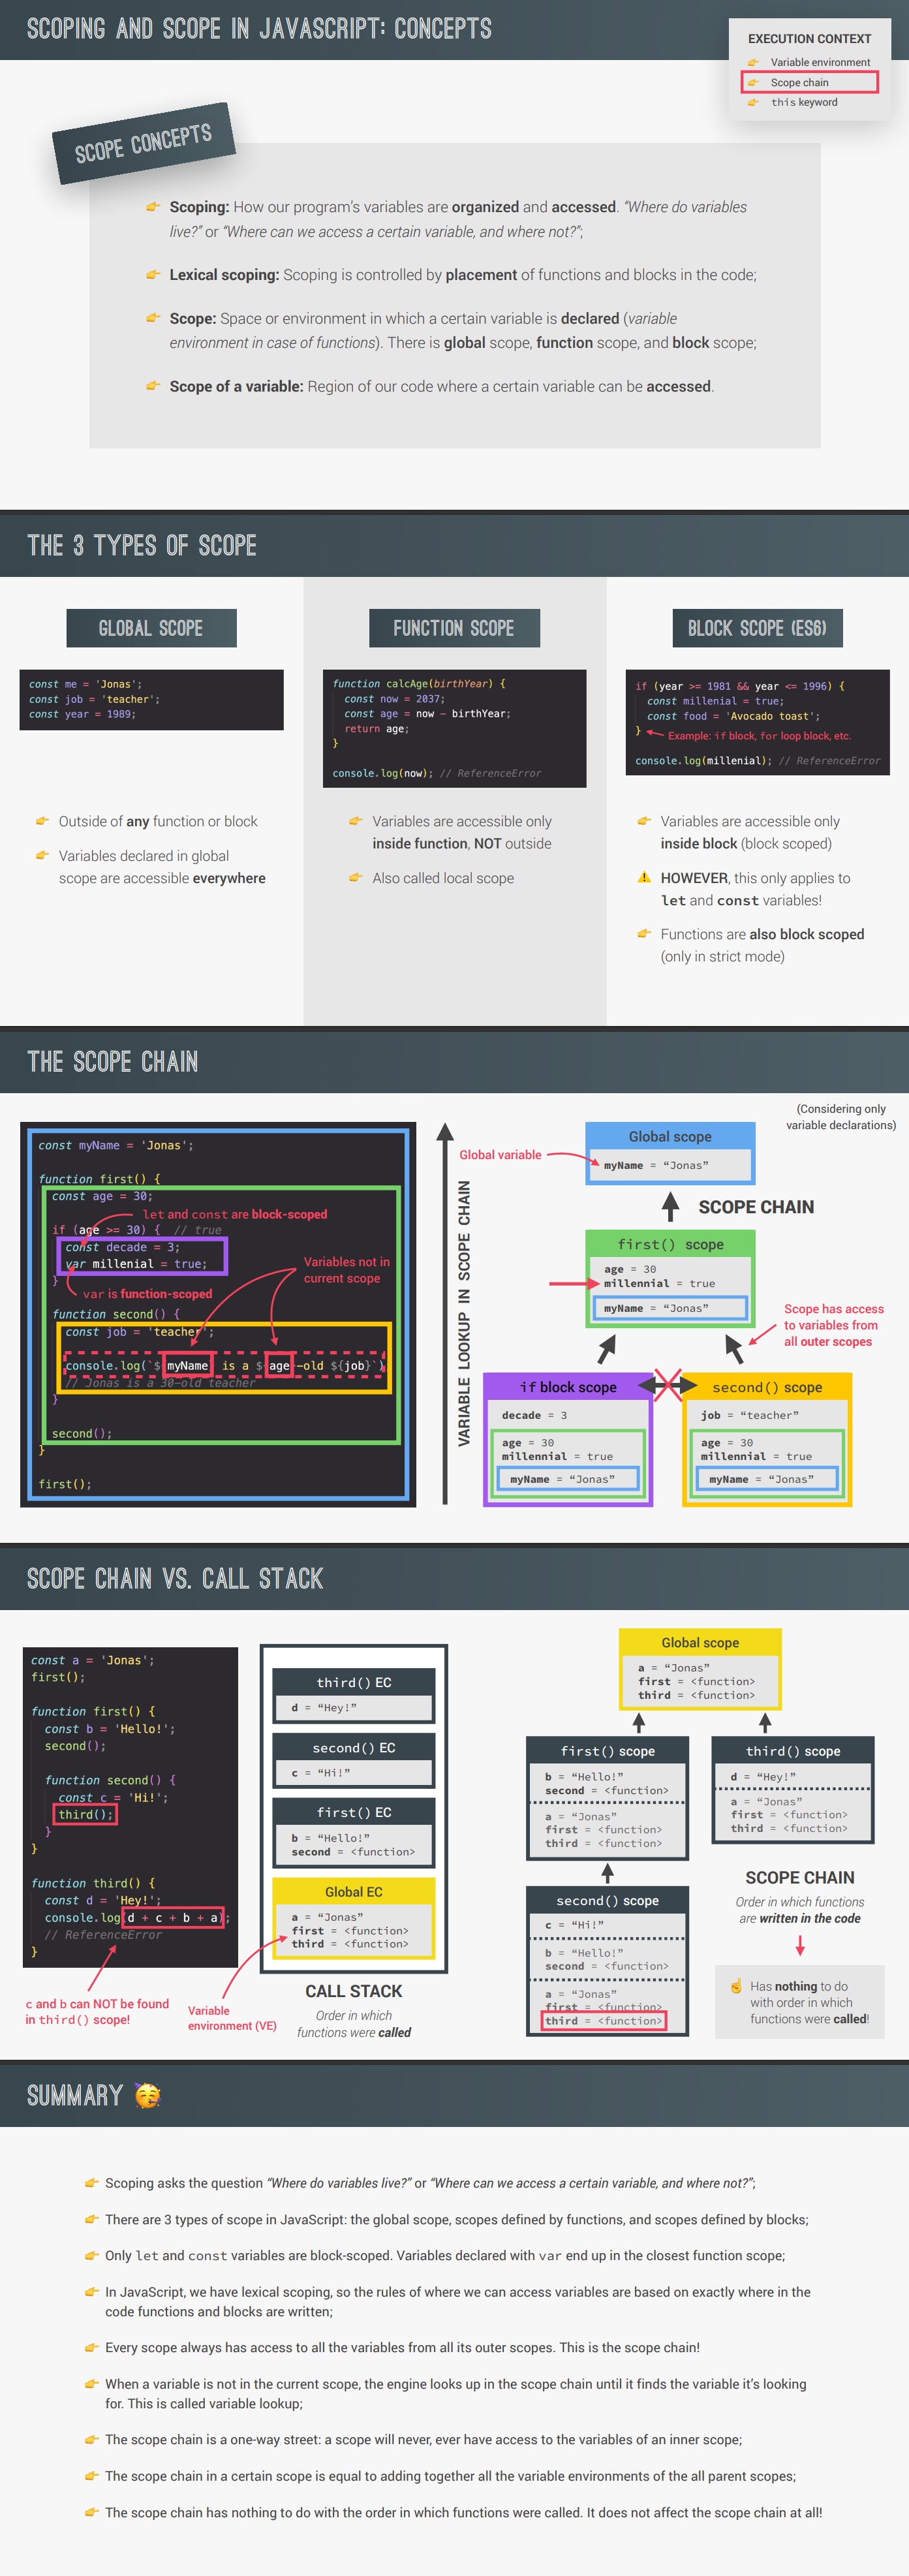 SCOPING AND SCOPE IN JAVASCRIPT: CONCEPTS
EXECUTION CONTEXT
Variable environment
Scope chain
this keyword
SCOPE CONCEPTS
Scoping: How our program’s variables are organized and accessed. “Where do variables
live?” or “Where can we access a certain variable, and where not?”;
Lexical scoping: Scoping is controlled by placement of functions and blocks in the code;
Scope: Space or environment in which a certain variable is declared (variable
environment in case of functions). There is global scope, function scope, and block scope;
Scope of a variable: Region of our code where a certain variable can be accessed.
THE 3 TYPES OF SCOPE
GLOBAL SCOPE
const me = 'Jonas';
const job = 'teacher';
const year = 1989;
Outside of any function or block
Variables declared in global
scope are accessible everywhere
FUNCTION SCOPE
function calcAge(birthYear) {
const now = 2037;
const age = now − birthYear;
return age;
}
console.log(now); // ReferenceError
Variables are accessible only
inside function, NOT outside
Also called local scope
BLOCK SCOPE (ES6)
if (year >= 1981 && year <= 1996) {
const millenial = true;
const food = 'Avocado toast';
}
Example: if block, for loop block, etc.
console.log(millenial); // ReferenceError
Variables are accessible only
inside block (block scoped)
HOWEVER, this only applies to
let and const variables!
Functions are also block scoped
(only in strict mode)
THE SCOPE CHAIN
const myName = 'Jonas';
function first() {
const age = 30;
let and const are block-scoped
if (age >= 30) { // true
const decade = 3;
var millenial = true;
}
var is function-scoped
Variables not in
current scope
function second() {
const job = 'teacher';
console.log(`${myName} is a ${age}-old ${job}`)
// Jonas is a 30-old teacher
}
second();
}
first();
VARIABLE LOOKUP IN SCOPE CHAIN
(Considering only
variable declarations)
Global variable
Global scope
myName = “Jonas”
SCOPE CHAIN
first() scope
age = 30
millennial = true
myName = “Jonas”
Scope has access
to variables from
all outer scopes
if block scope
decade = 3
age = 30
millennial = true
myName = “Jonas”
second() scope
job = “teacher”
age = 30
millennial = true
myName = “Jonas”
SCOPE CHAIN VS. CALL STACK
const a = 'Jonas';
first();
function first() {
const b = 'Hello!';
second();
function second() {
const c = 'Hi!';
third();
}
}
function third() {
const d = 'Hey!';
console.log(d + c + b + a);
// ReferenceError
}
c and b can NOT be found
in third() scope!
third() EC
d = “Hey!”
second() EC
c = “Hi!”
first() EC
b = “Hello!”
second = <function>
Global EC
a = “Jonas”
first = <function>
third = <function>
Variable
environment (VE)
CALL STACK
Order in which
functions were called
Global scope
a = “Jonas”
first = <function>
third = <function>
first() scope
b = “Hello!”
second = <function>
a = “Jonas”
first = <function>
third = <function>
third() scope
d = “Hey!”
a = “Jonas”
first = <function>
third = <function>
second() scope
c = “Hi!”
b = “Hello!”
second = <function>
a = “Jonas”
first = <function>
third = <function>
SCOPE CHAIN
Order in which functions
are written in the code
Has nothing to do
with order in which
functions were called!
SUMMARY
Scoping asks the question “Where do variables live?” or “Where can we access a certain variable, and where not?”;
There are 3 types of scope in JavaScript: the global scope, scopes defined by functions, and scopes defined by blocks;
Only let and const variables are block-scoped. Variables declared with var end up in the closest function scope;
In JavaScript, we have lexical scoping, so the rules of where we can access variables are based on exactly where in the
code functions and blocks are written;
Every scope always has access to all the variables from all its outer scopes. This is the scope chain!
When a variable is not in the current scope, the engine looks up in the scope chain until it finds the variable it’s looking
for. This is called variable lookup;
The scope chain is a one-way street: a scope will never, ever have access to the variables of an inner scope;
The scope chain in a certain scope is equal to adding together all the variable environments of the all parent scopes;
The scope chain has nothing to do with the order in which functions were called. It does not affect the scope chain at all!